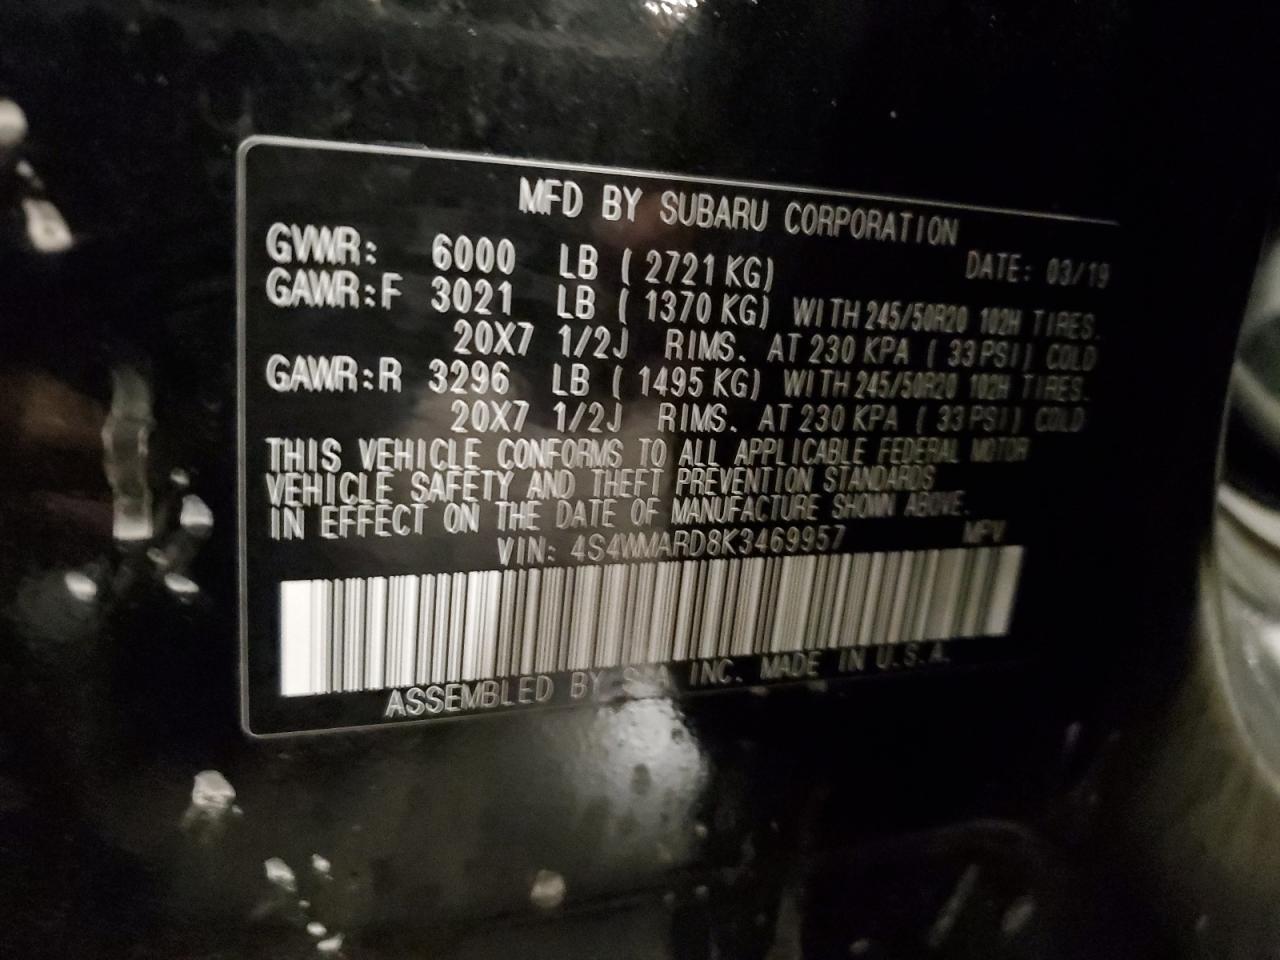 MFD BY SUBARU CORPORATION
GVWR: 6000 LB ( 2721 KG) DATE: 03/19
GAWR:F 3021 LB ( 1370 KG) WITH 245/50R20 102H TIRES.
20X7 1/2J RIMS. AT 230 KPA ( 33 PSI) COLD
GAWR:R 3296 LB ( 1495 KG) WITH 245/50R20 102H TIRES.
20X7 1/2J RIMS. AT 230 KPA ( 33 PSI) COLD
THIS VEHICLE CONFORMS TO ALL APPLICABLE FEDERAL MOTOR
VEHICLE SAFETY AND THEFT PREVENTION STANDARDS
IN EFFECT ON THE DATE OF MANUFACTURE SHOWN ABOVE.
VIN: 4S4WMARD8K3469957 MPV
ASSEMBLED BY SIA INC. MADE IN U.S.A.